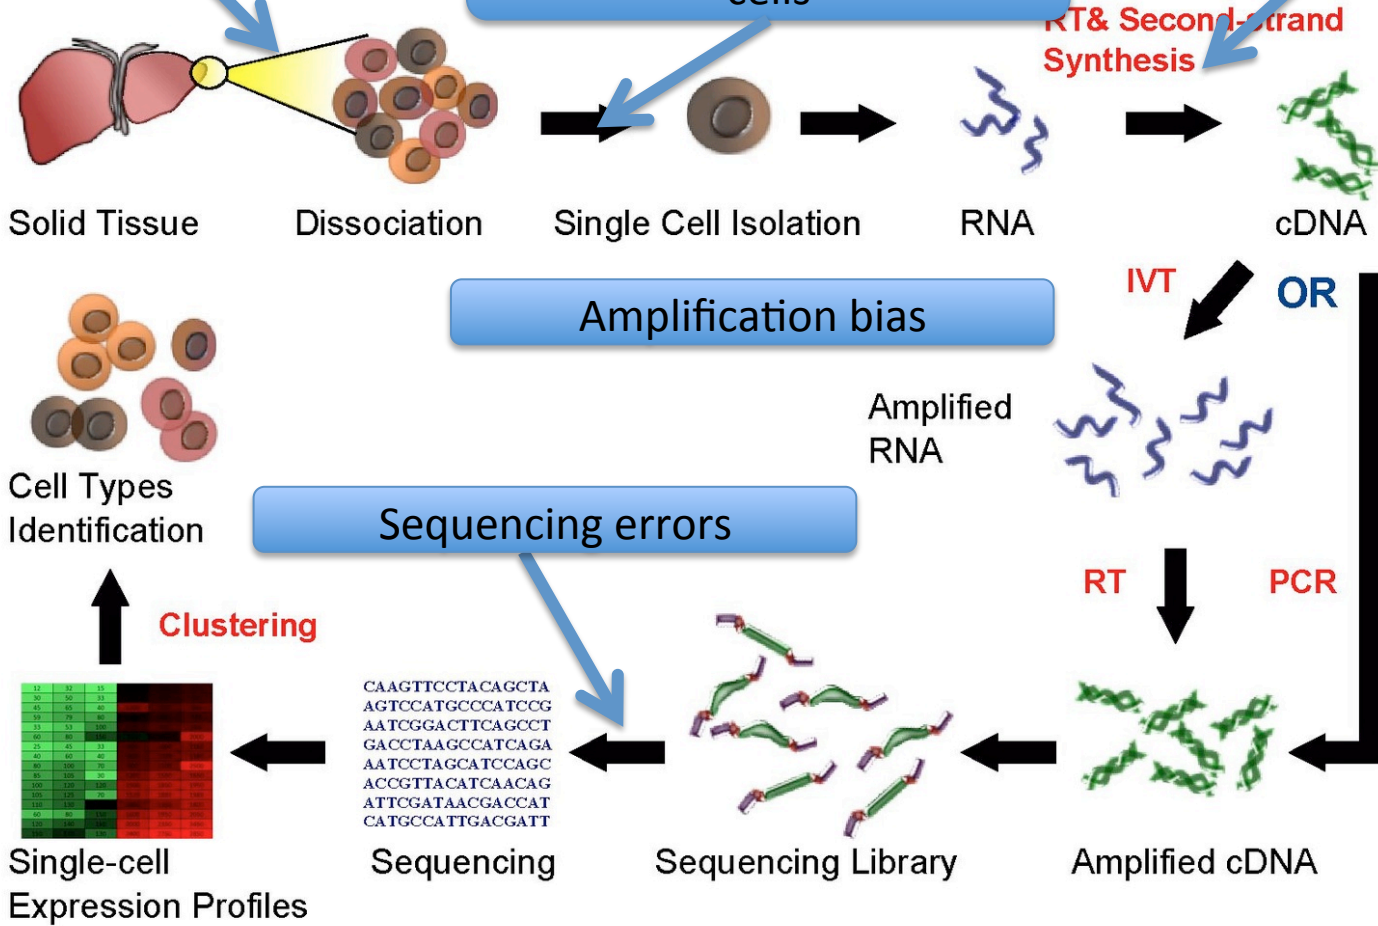 cells
RT& Second-strand
Synthesis
Solid Tissue
Dissociation
Single Cell Isolation
RNA
cDNA
IVT
OR
Amplification bias
Amplified
RNA
Cell Types
Identification
Sequencing errors
RT
PCR
Clustering
CAAGTTCCTACAGCTA
AGTCCATGCCCATCCG
AATCGGACTTCAGCCT
GACCTAAGCCATCAGA
AATCCTAGCATCCAGC
ACCGTTACATCAACAG
ATTCGATAACGACCAT
CATGCCATTGACGATT
Single-cell
Expression Profiles
Sequencing
Sequencing Library
Amplified cDNA